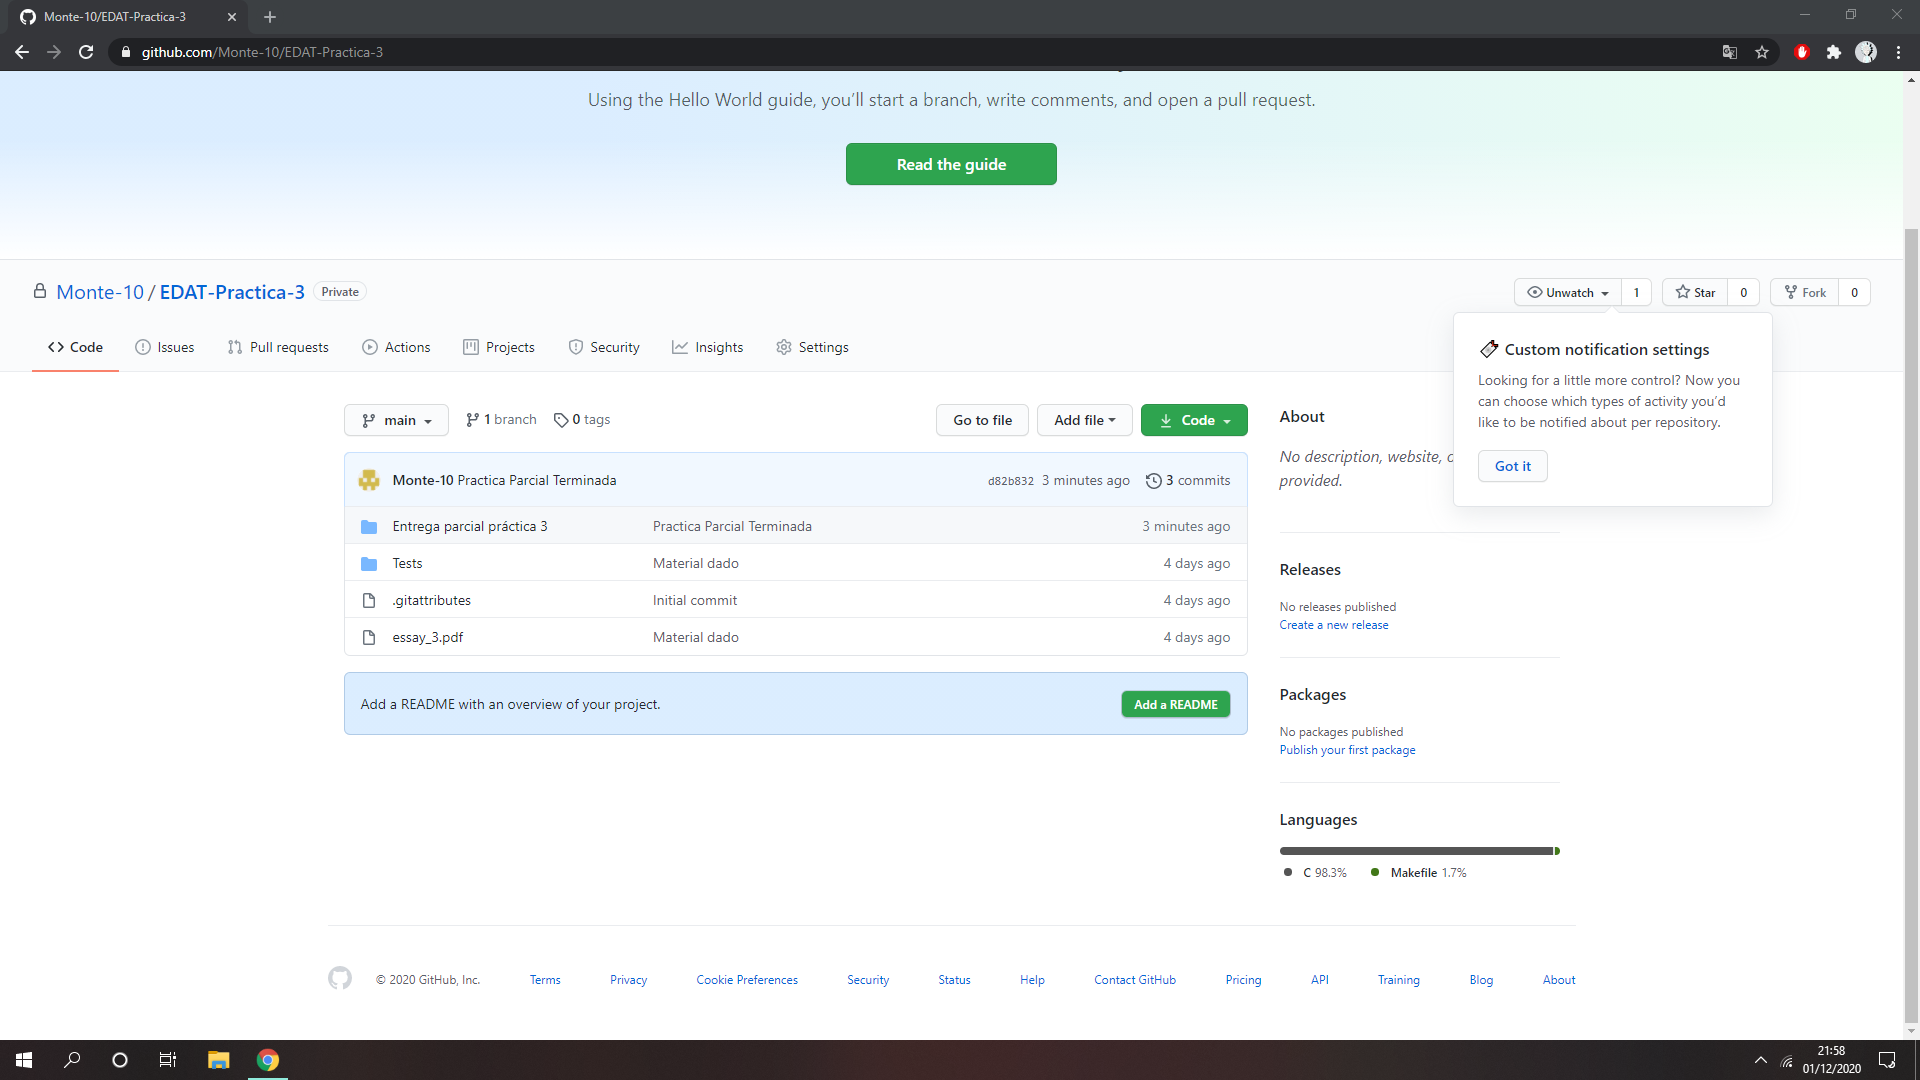 Monte-10/EDAT-Practica-3
github.com/Monte-10/EDAT-Practica-3
Using the Hello World guide, you’ll start a branch, write comments, and open a pull request.
Read the guide
Monte-10 / EDAT-Practica-3 Private
Unwatch 1 Star 0 Fork 0
Code Issues Pull requests Actions Projects Security Insights Settings
Custom notification settings
Looking for a little more control? Now you
can choose which types of activity you’d
like to be notified about per repository.
Got it
main 1 branch 0 tags Go to file Add file Code
Monte-10 Practica Parcial Terminada d82b832 3 minutes ago 3 commits
Entrega parcial práctica 3 Practica Parcial Terminada 3 minutes ago
Tests Material dado 4 days ago
.gitattributes Initial commit 4 days ago
essay_3.pdf Material dado 4 days ago
Add a README with an overview of your project. Add a README
About
No description, website, o
provided.
Releases
No releases published
Create a new release
Packages
No packages published
Publish your first package
Languages
C 98.3% Makefile 1.7%
© 2020 GitHub, Inc. Terms Privacy Cookie Preferences Security Status Help Contact GitHub Pricing API Training Blog About
21:58
01/12/2020